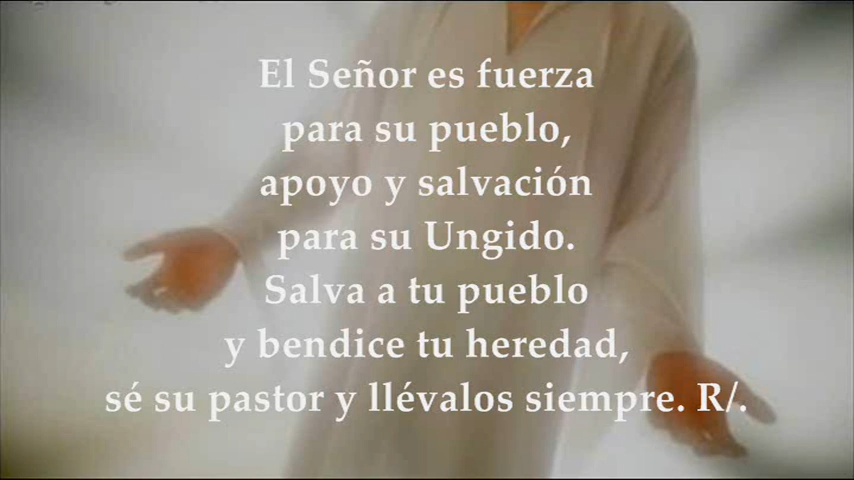 El Señor es fuerza
para su pueblo,
apoyo y salvación
para su Ungido.
Salva a tu pueblo
y bendice tu heredad,
sé su pastor y llévalos siempre. R/.